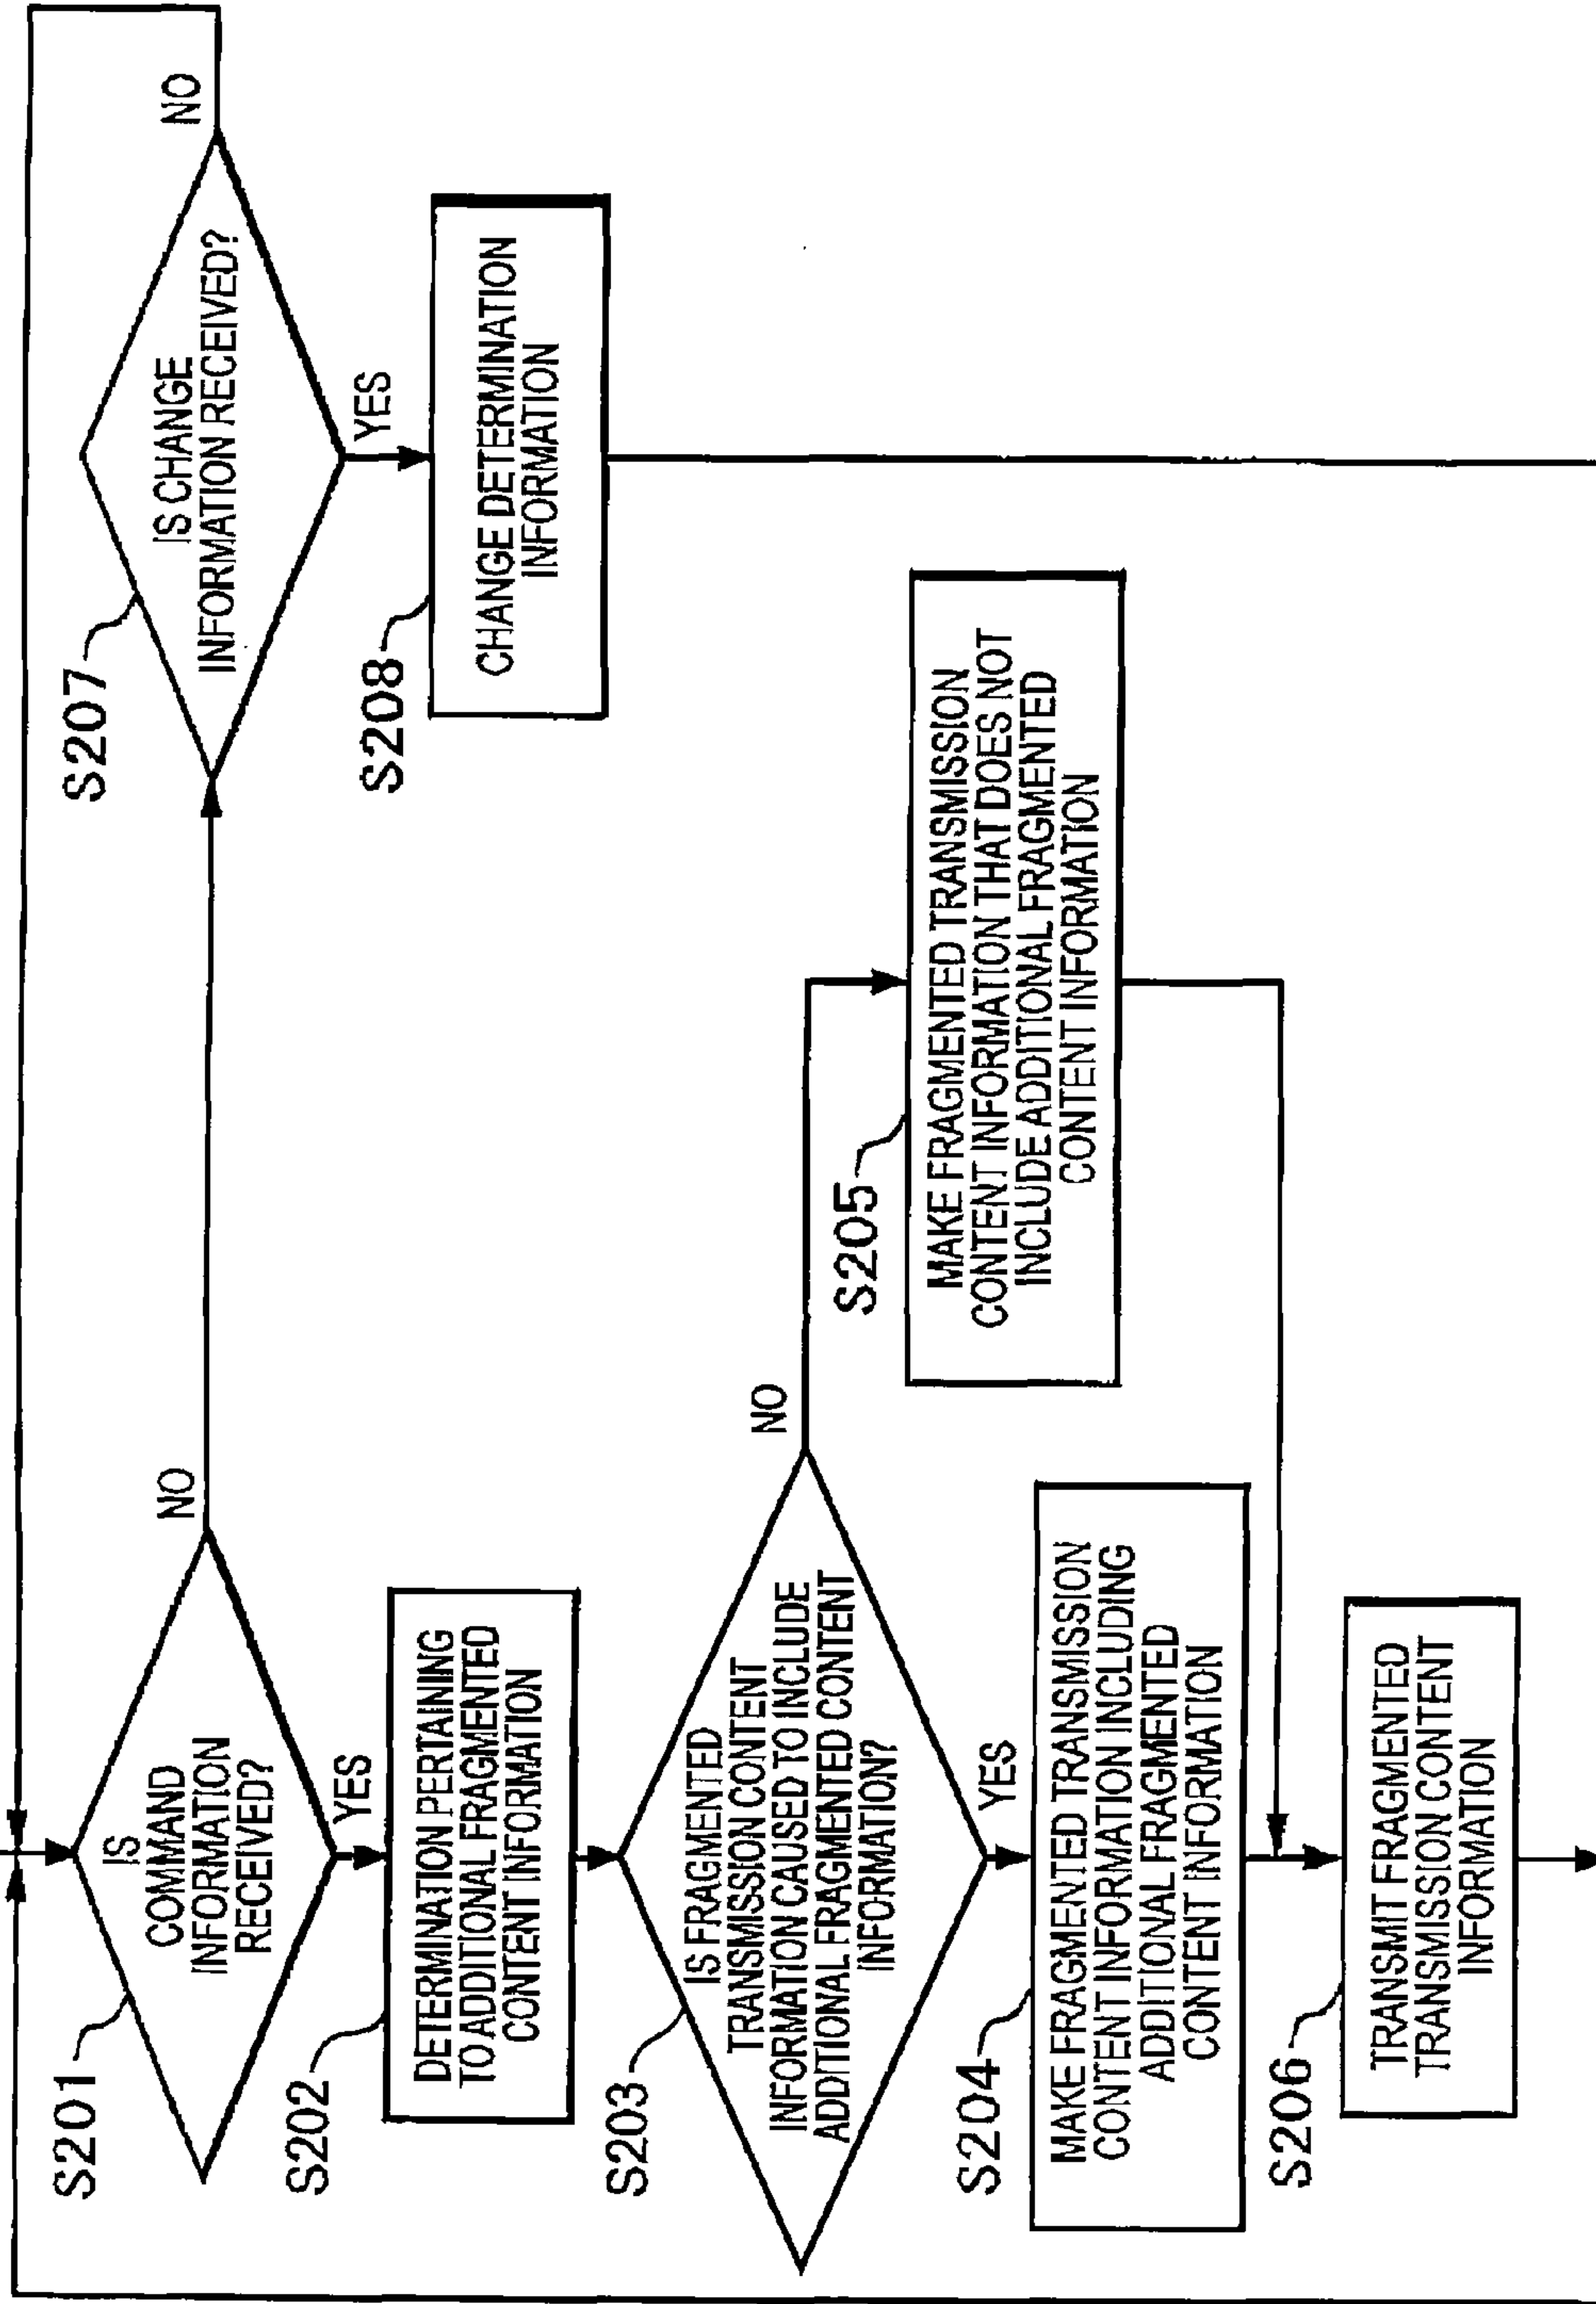 S201
IS
COMMAND
INFORMATION
RECEIVED?
NO
YES
S207
IS CHANGE
INFORMATION RECEIVED?
NO
YES
S202
DETERMINATION PERTAINING
TO ADDITIONAL FRAGMENTED
CONTENT INFORMATION
S208
CHANGE DETERMINATION
INFORMATION
S203
IS FRAGMENTED
TRANSMISSION CONTENT
INFORMATION CAUSED TO INCLUDE
ADDITIONAL FRAGMENTED CONTENT
INFORMATION?
NO
YES
S205
MAKE FRAGMENTED TRANSMISSION
CONTENT INFORMATION THAT DOES NOT
INCLUDE ADDITIONAL FRAGMENTED
CONTENT INFORMATION
S204
MAKE FRAGMENTED TRANSMISSION
CONTENT INFORMATION INCLUDING
ADDITIONAL FRAGMENTED
CONTENT INFORMATION
S206
TRANSMIT FRAGMENTED
TRANSMISSION CONTENT
INFORMATION